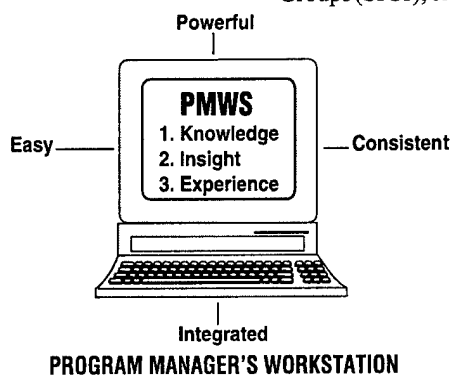 Powerful
PMWS
1. Knowledge
Easy
Consistent
2. Insight
3. Experience
Integrated
PROGRAM MANAGER'S WORKSTATION